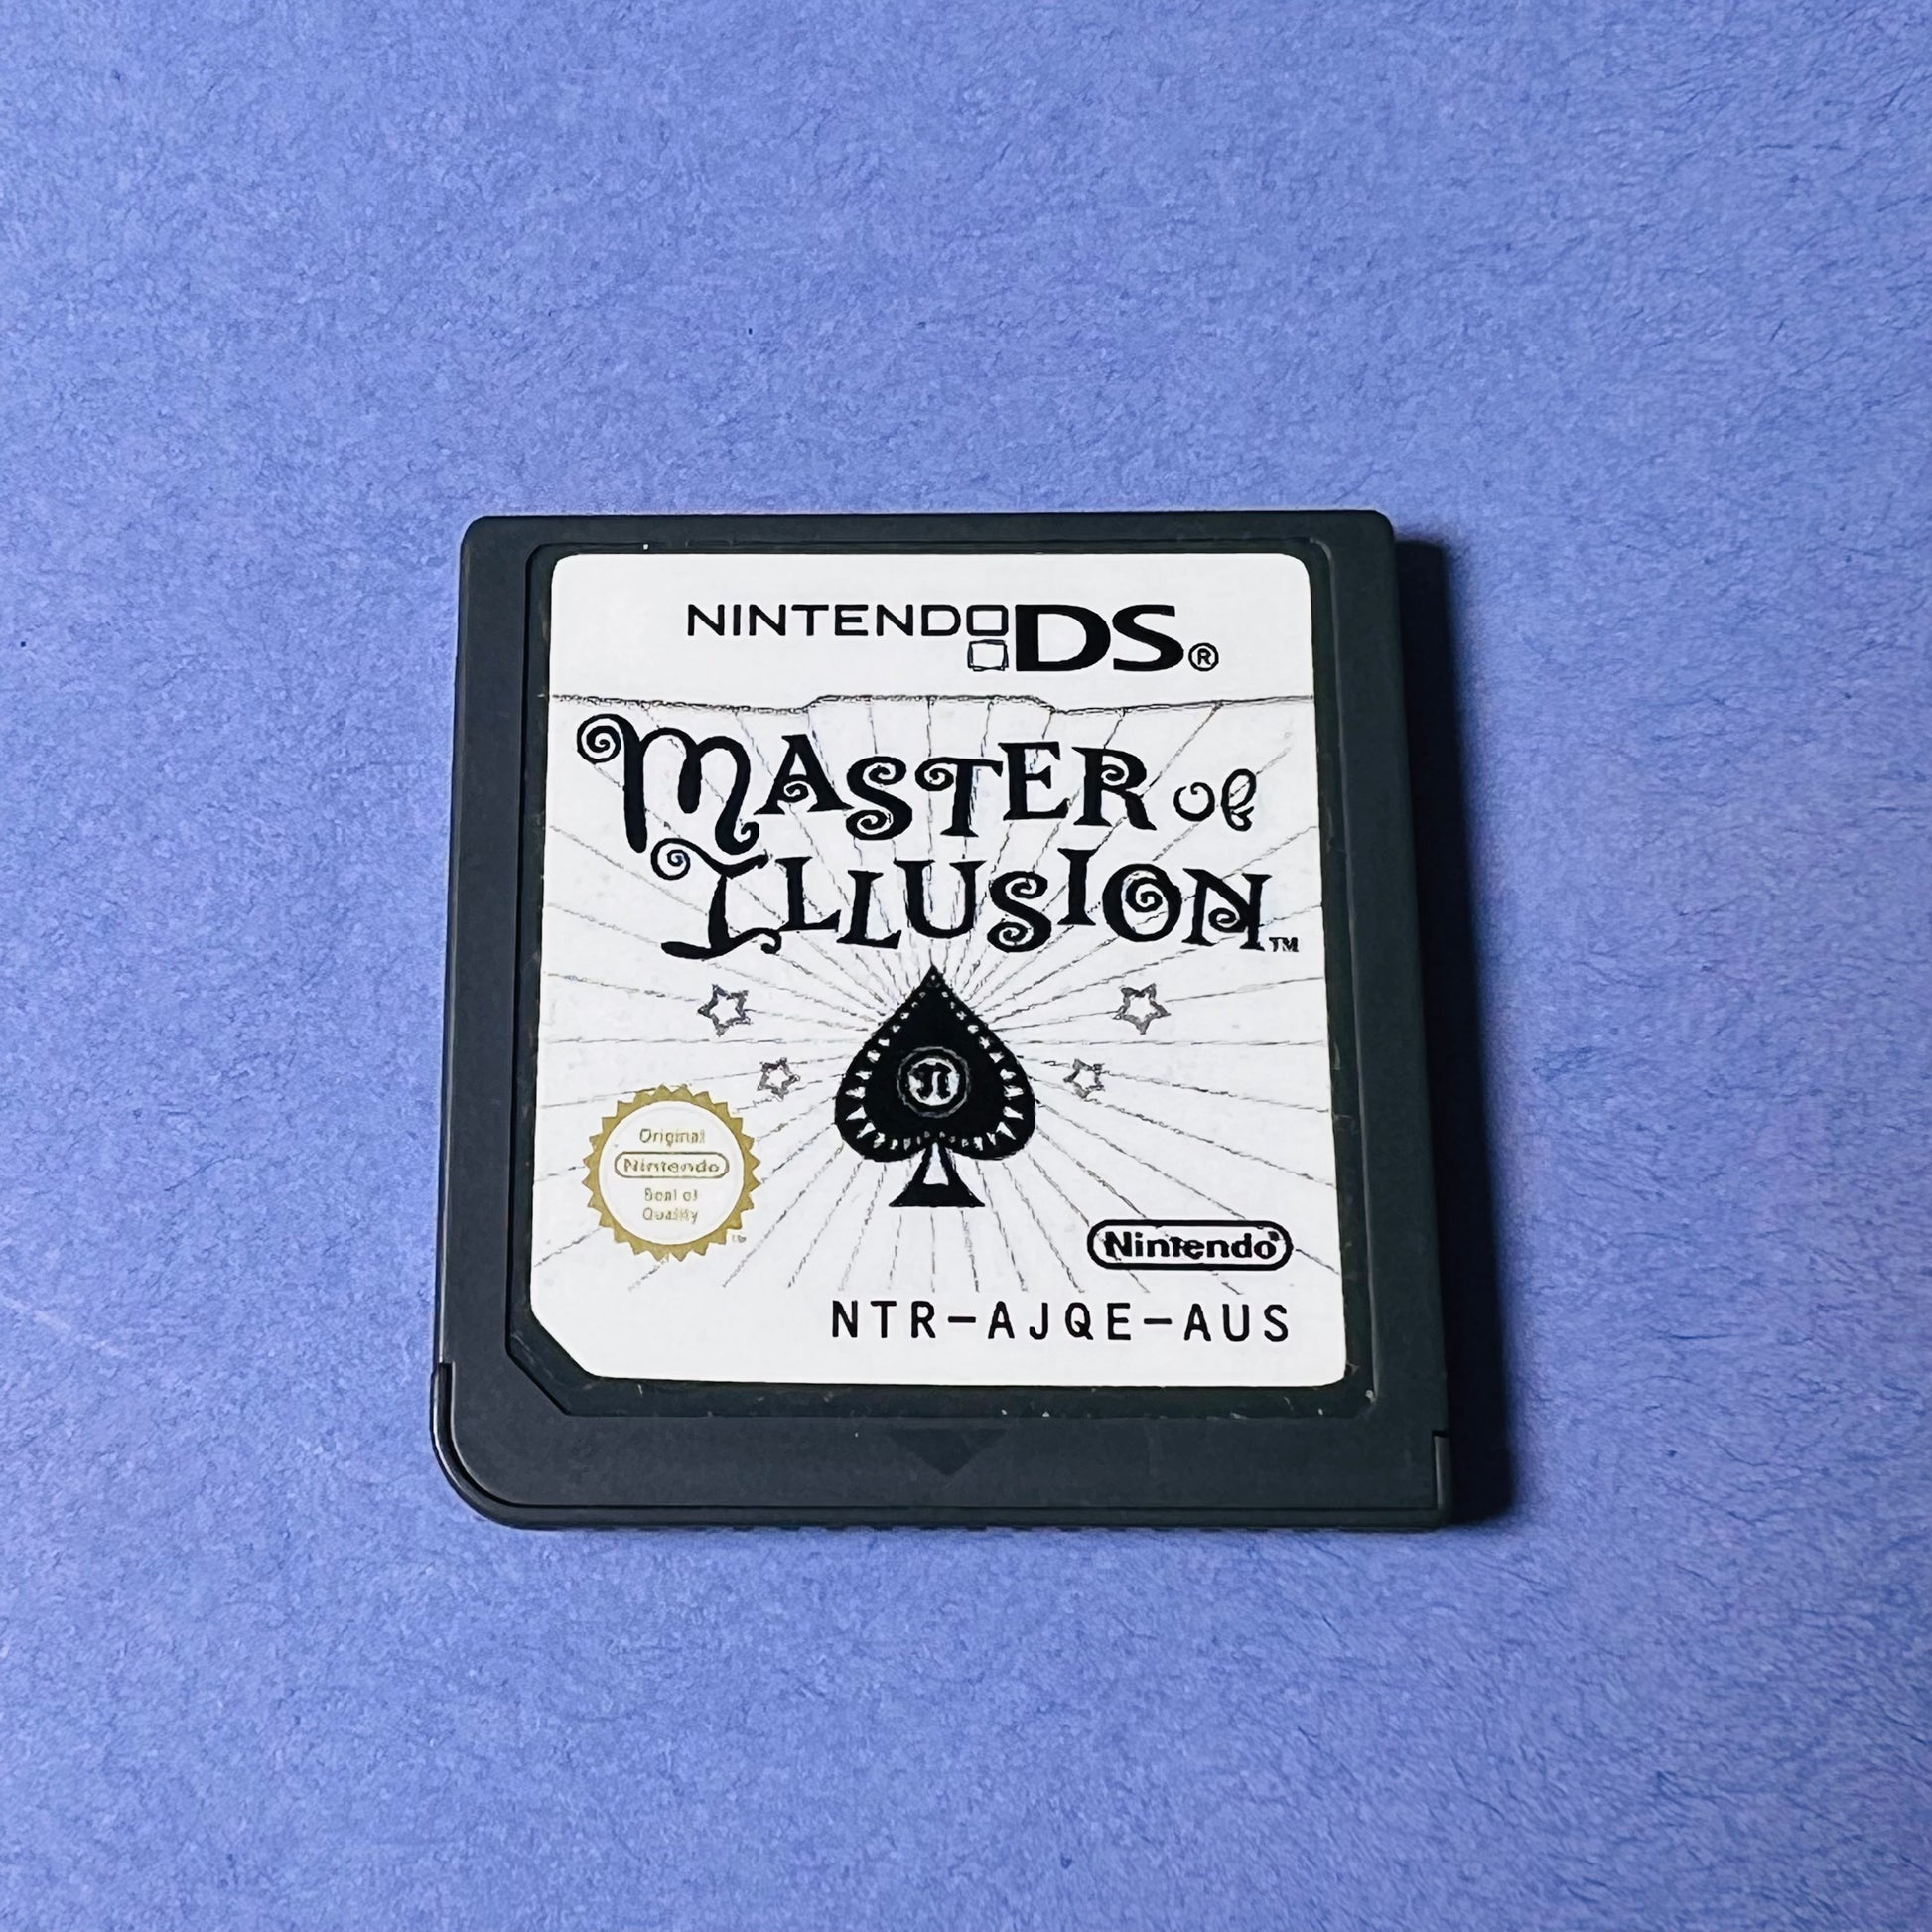 NINTENDO DS®
MASTER of
ILLUSION™
Original
Nintendo
Seal of
Quality
Nintendo®
NTR-AJQE-AUS